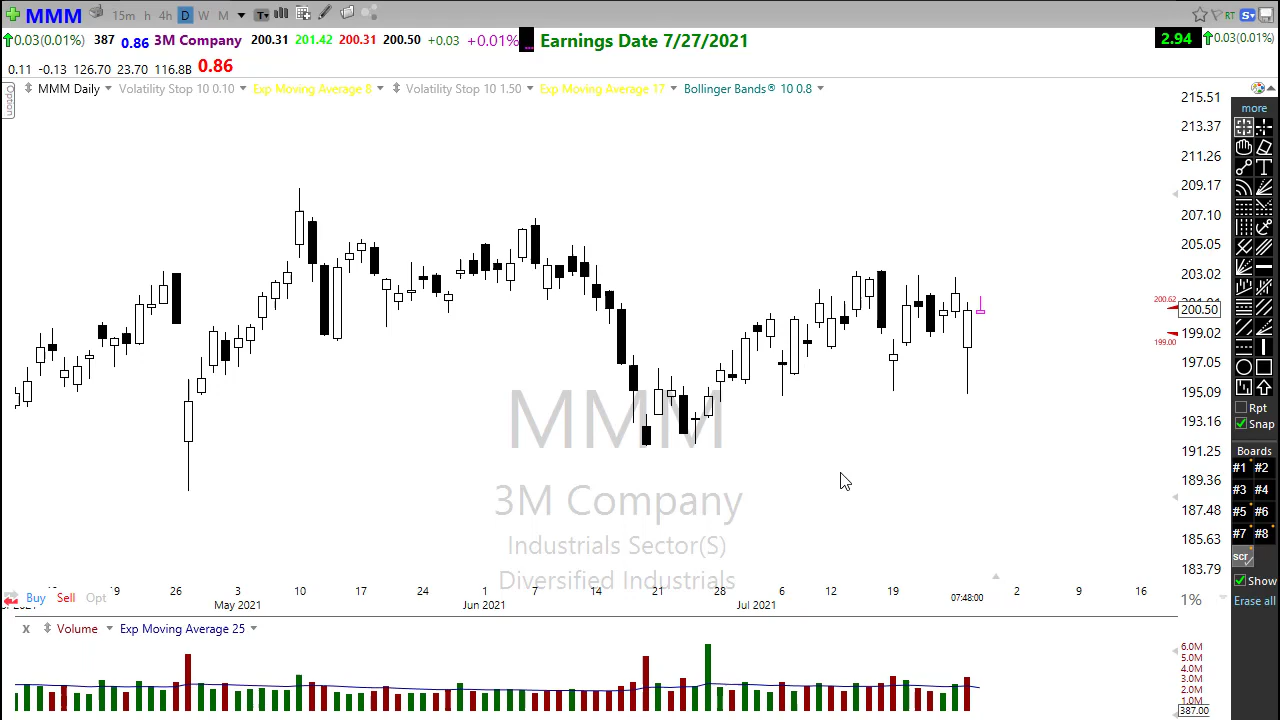 MMM 15m h 4h D W M RT
0.03(0.01%) 387 0.86 3M Company 200.31 201.42 200.31 200.50 +0.03 +0.01% Earnings Date 7/27/2021 2.94 0.03(0.01%)
0.11 -0.13 126.70 23.70 116.8B 0.86
Option
MMM Daily Volatility Stop 10 0.10 Exp Moving Average 8 Volatility Stop 10 1.50 Exp Moving Average 17 Bollinger Bands® 10 0.8
215.51
213.37
211.26
209.17
207.10
205.05
203.02
200.62
200.50
199.02
199.00
197.05
195.09
193.16
191.25
189.36
187.48
185.63
183.79
1%
more
Rpt
Snap
Boards
#1 #2
#3 #4
#5 #6
#7 #8
scr
Show
Erase all
MMM
3M Company
Industrials Sector(S)
Diversified Industrials
26 3 10 17 24 1 7 14 21 28 6 12 19 2 9 16
May 2021 Jun 2021 Jul 2021 07:48:00
Buy Sell Opt
x Volume Exp Moving Average 25
6.0M
5.0M
4.0M
3.0M
2.0M
1.0M
387.00